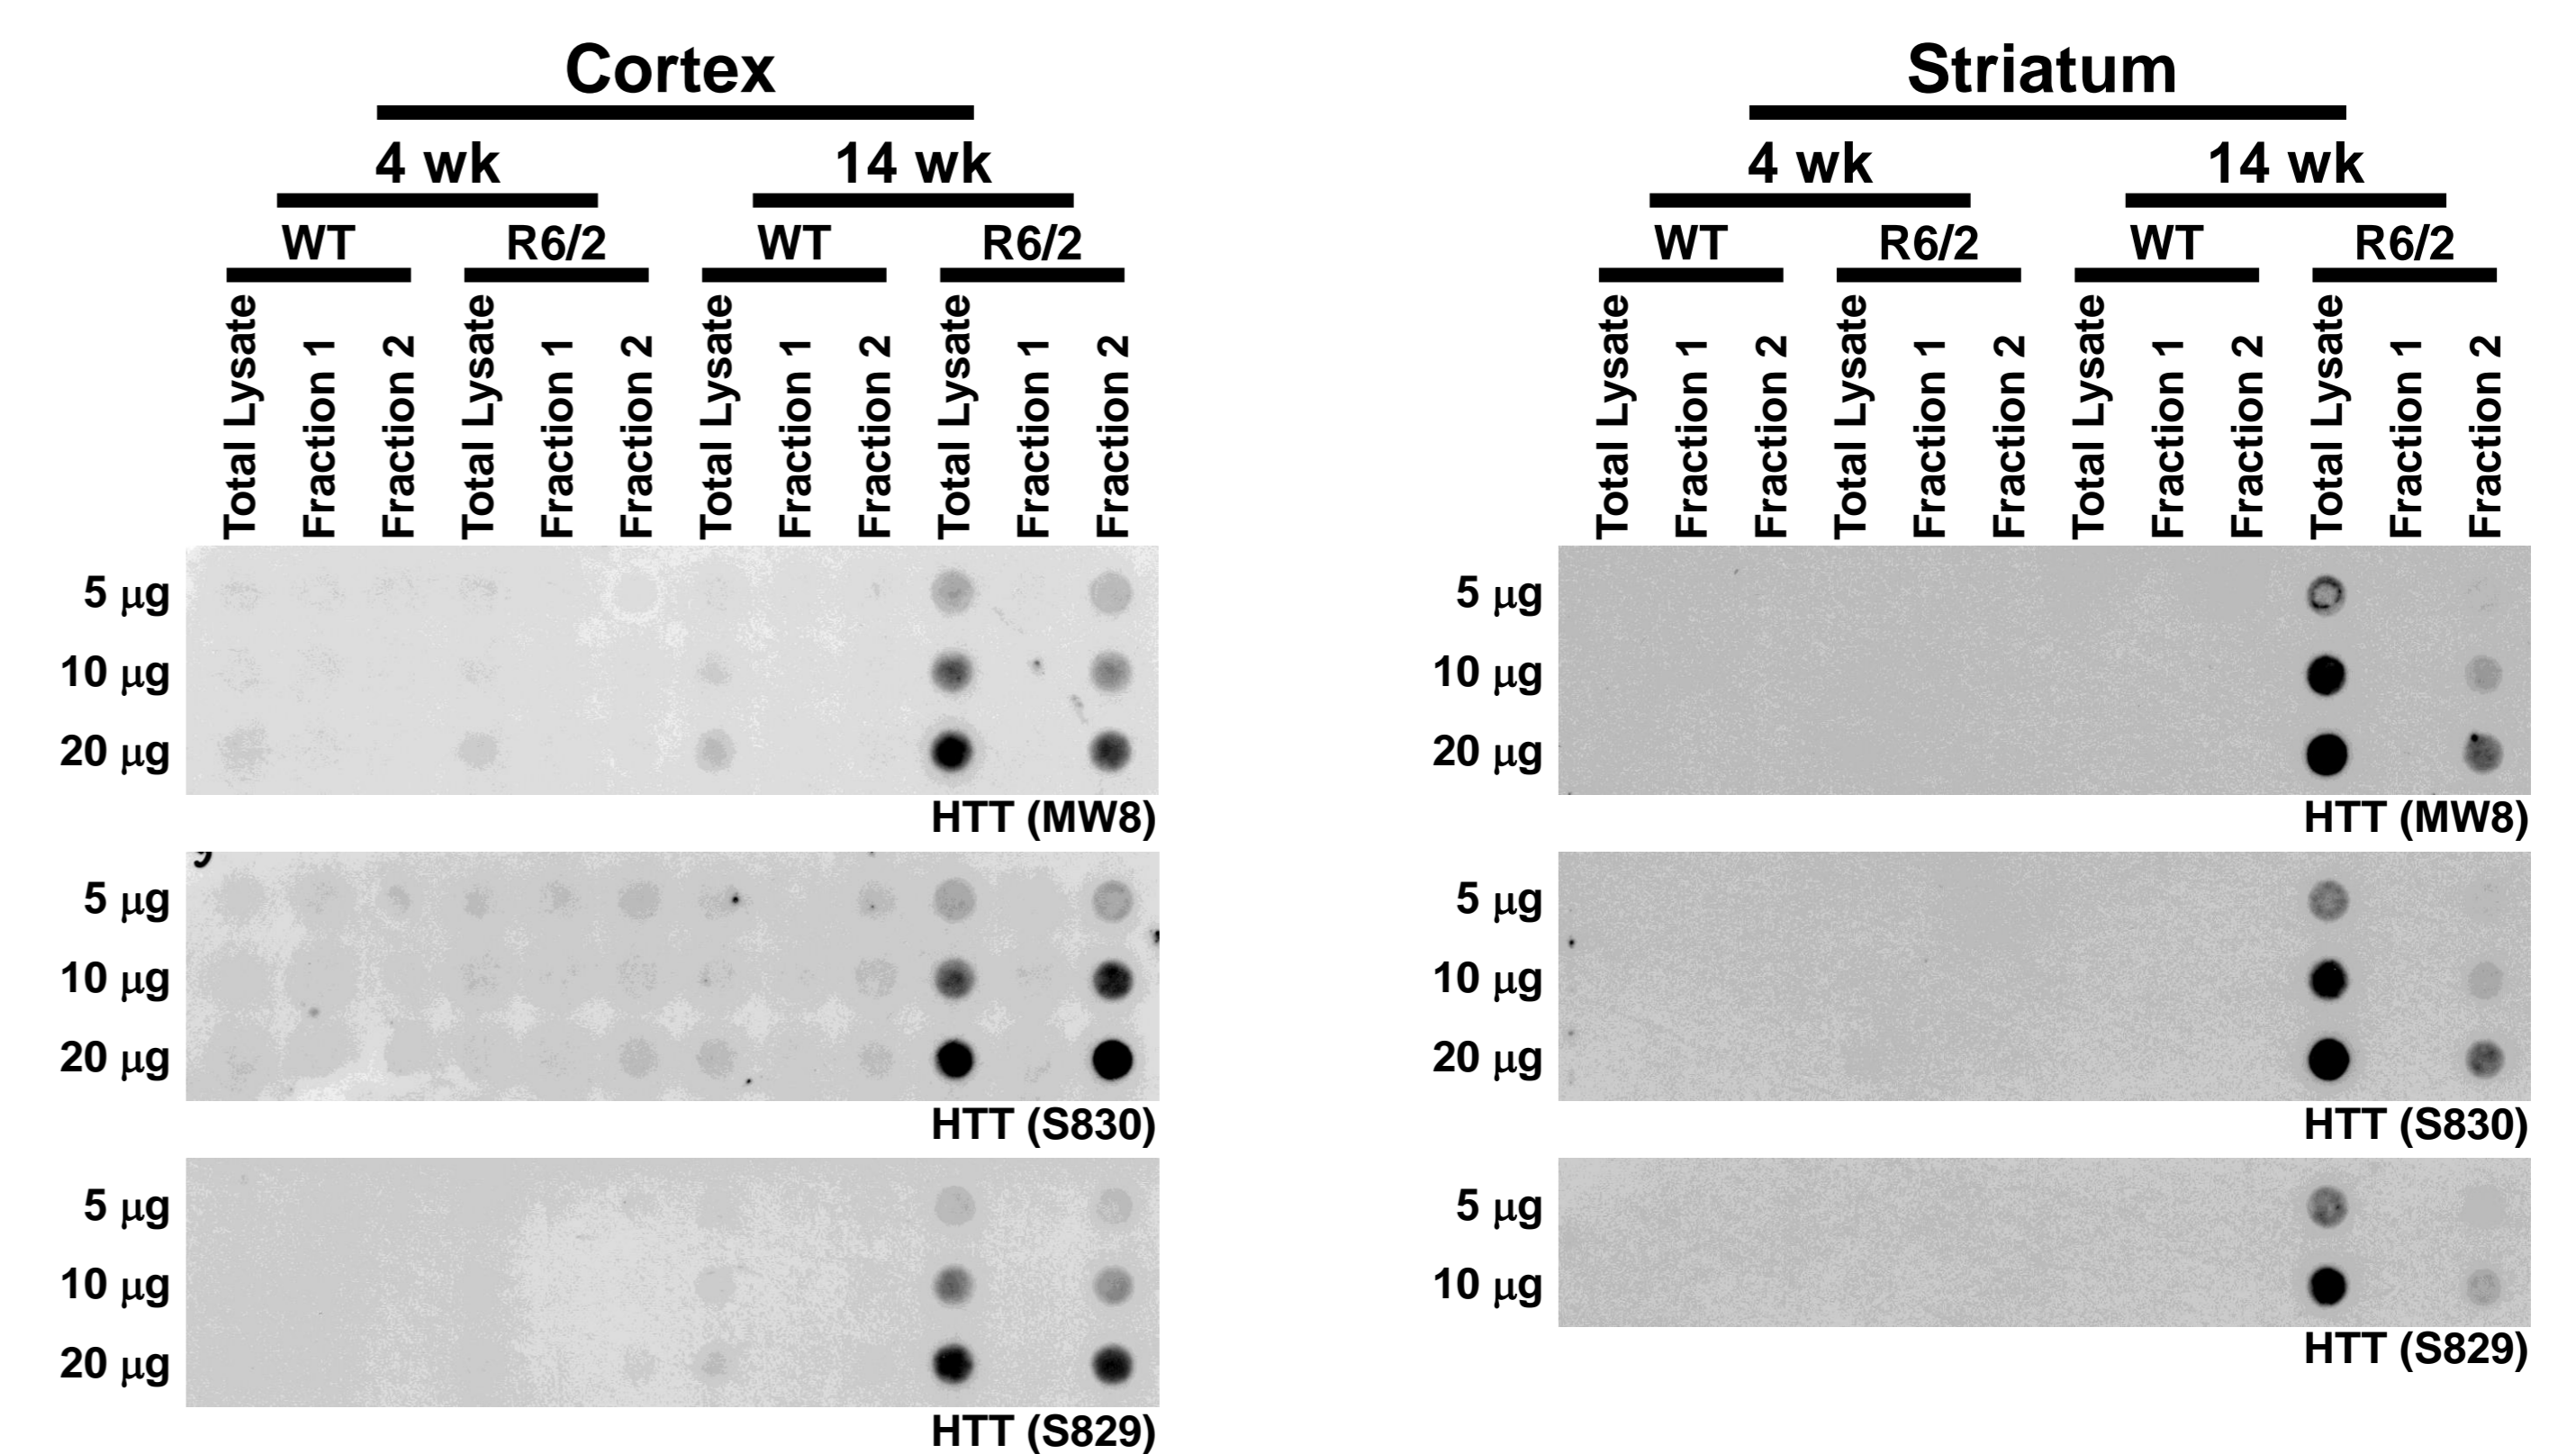 Cortex
4 wk 14 wk
WT R6/2 WT R6/2
Total Lysate Fraction 1 Fraction 2 Total Lysate Fraction 1 Fraction 2 Total Lysate Fraction 1 Fraction 2 Total Lysate Fraction 1 Fraction 2
5 μg
10 μg
20 μg
HTT (MW8)
5 μg
10 μg
20 μg
HTT (S830)
5 μg
10 μg
20 μg
HTT (S829)
Striatum
4 wk 14 wk
WT R6/2 WT R6/2
Total Lysate Fraction 1 Fraction 2 Total Lysate Fraction 1 Fraction 2 Total Lysate Fraction 1 Fraction 2 Total Lysate Fraction 1 Fraction 2
5 μg
10 μg
20 μg
HTT (MW8)
5 μg
10 μg
20 μg
HTT (S830)
5 μg
10 μg
HTT (S829)